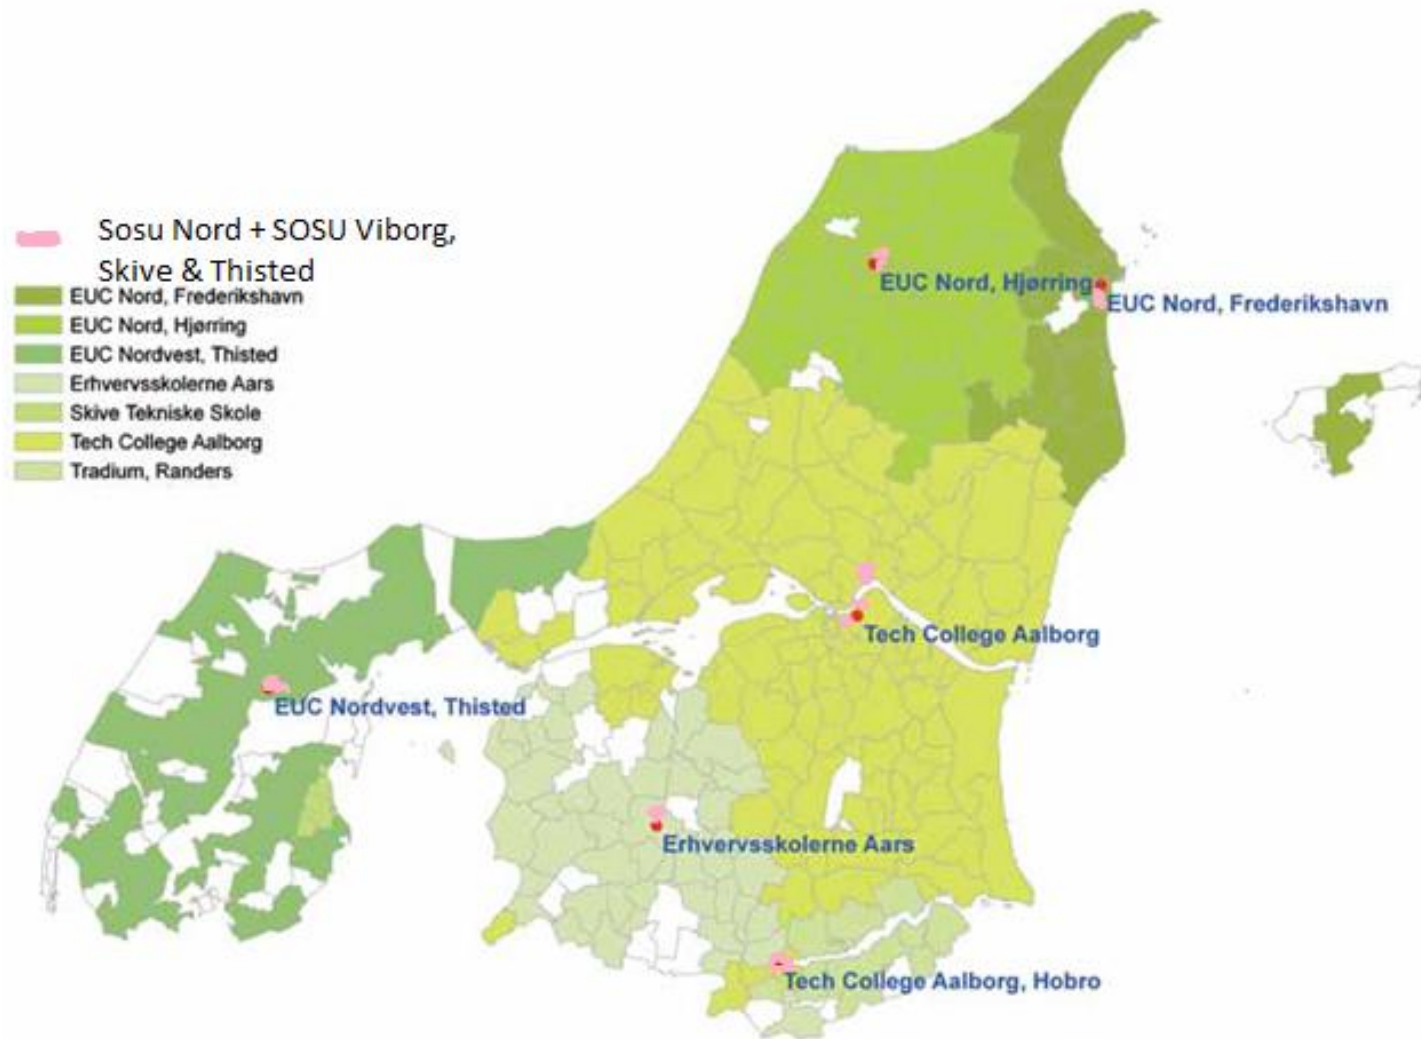 Sosu Nord + SOSU Viborg,
Skive & Thisted
EUC Nord, Frederikshavn
EUC Nord, Hjørring
EUC Nordvest, Thisted
Erhvervsskolerne Aars
Skive Tekniske Skole
Tech College Aalborg
Tradium, Randers
EUC Nord, Hjørring
EUC Nord, Frederikshavn
Tech College Aalborg
EUC Nordvest, Thisted
Erhvervsskolerne Aars
Tech College Aalborg, Hobro